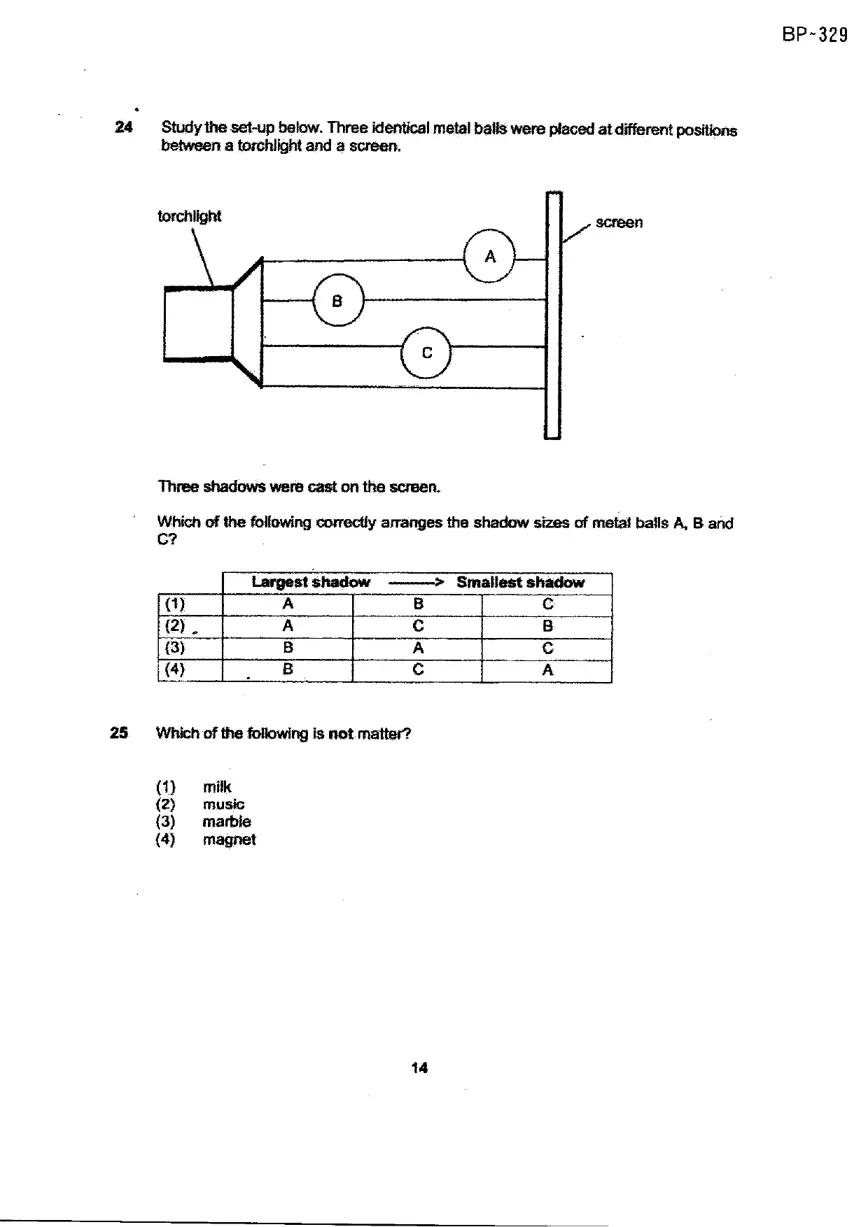 BP-329
24 Study the set-up below. Three identical metal balls were placed at different positions
between a torchlight and a screen.
torchlight
screen
A
B
C
Three shadows were cast on the screen.
Which of the following correctly arranges the shadow sizes of metal balls A, B and
C?
Largest shadow ———> Smallest shadow
(1) A B C
(2) A C B
(3) B A C
(4) B C A
25 Which of the following is not matter?
(1) milk
(2) music
(3) marble
(4) magnet
14